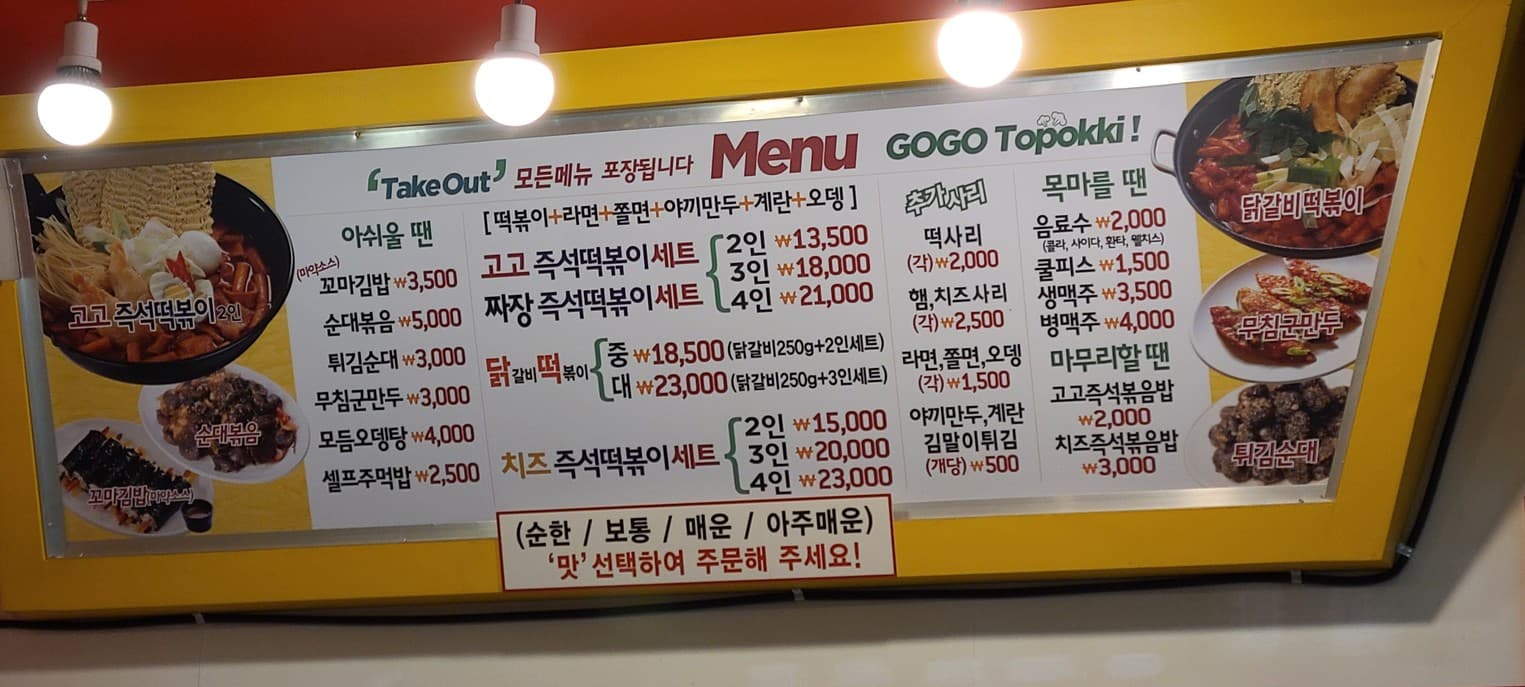 'Take Out' 모든메뉴 포장됩니다 Menu GOGO Topokki!
고고 즉석떡볶이 2인
순대볶음
꼬마김밥(마약소스)
아쉬울 땐
(마약소스)
꼬마김밥 ₩3,500
순대볶음 ₩5,000
튀김순대 ₩3,000
무침군만두 ₩3,000
모듬오뎅탕 ₩4,000
셀프주먹밥 ₩2,500
[떡볶이+라면+쫄면+야끼만두+계란+오뎅]
고고 즉석떡볶이세트
짜장 즉석떡볶이세트
2인 ₩13,500
3인 ₩18,000
4인 ₩21,000
닭갈비떡볶이
중 ₩18,500 (닭갈비250g+2인세트)
대 ₩23,000 (닭갈비250g+3인세트)
치즈 즉석떡볶이세트
2인 ₩15,000
3인 ₩20,000
4인 ₩23,000
추가사리
떡사리
(각)₩2,000
햄,치즈사리
(각)₩2,500
라면,쫄면,오뎅
(각)₩1,500
야끼만두,계란
김말이튀김
(개당)₩500
목마를 땐
음료수 ₩2,000
(콜라, 사이다, 환타, 웰치스)
쿨피스 ₩1,500
생맥주 ₩3,500
병맥주 ₩4,000
마무리할 땐
고고즉석볶음밥
₩2,000
치즈즉석볶음밥
₩3,000
닭갈비떡볶이
무침군만두
튀김순대
(순한 / 보통 / 매운 / 아주매운)
'맛' 선택하여 주문해 주세요!